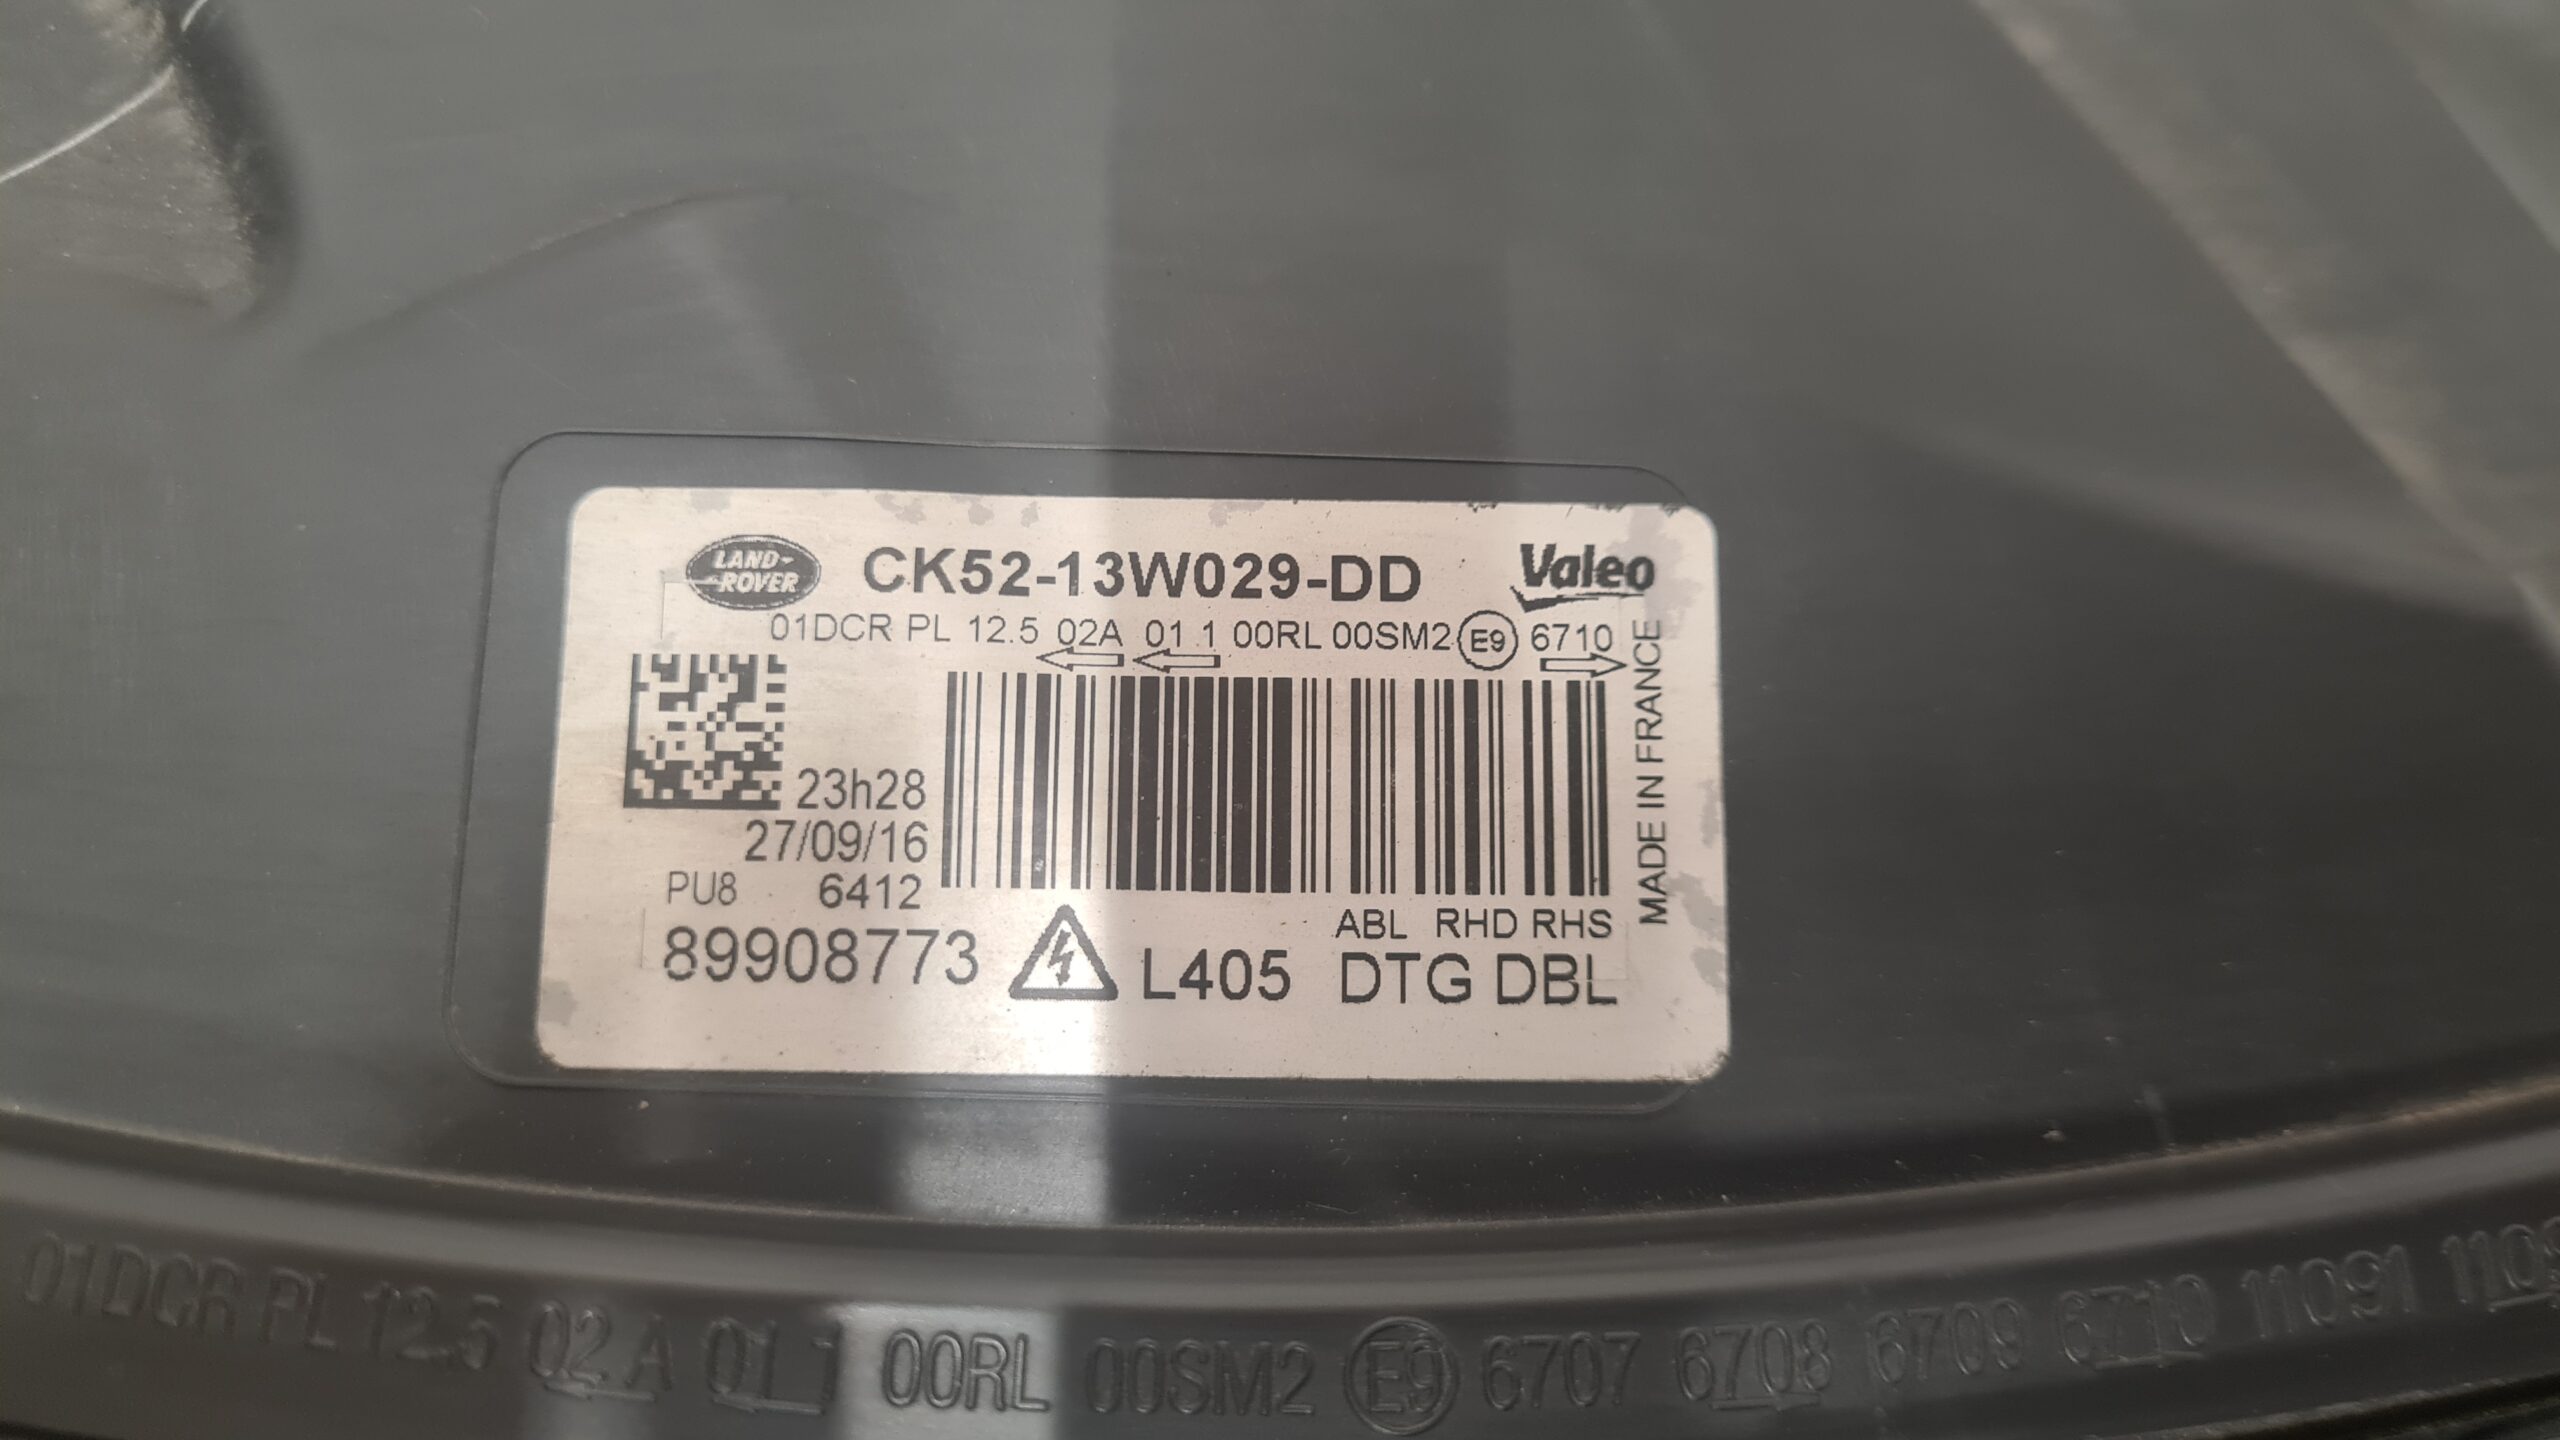 LAND-
ROVER
CK52-13W029-DD
Valeo
01DCR PL 12.5 02A 01 1 00RL 00SM2 E9 6710
MADE IN FRANCE
23h28
27/09/16
PU8 6412
ABL RHD RHS
89908773 L405 DTG DBL
01DCR PL 12.5 02A 01 1 00RL 00SM2 E9 6707 6708 6709 6710 11091